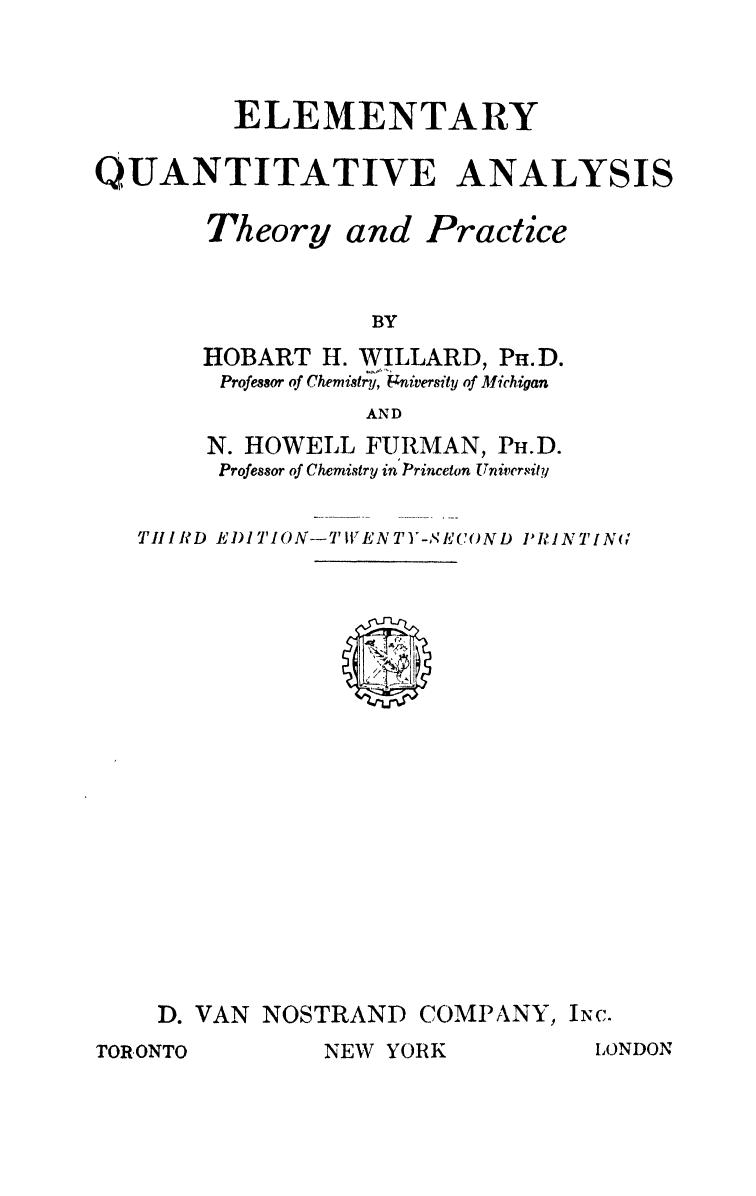 ELEMENTARY
QUANTITATIVE ANALYSIS
Theory and Practice
BY
HOBART H. WILLARD, PH.D.
Professor of Chemistry, University of Michigan
AND
N. HOWELL FURMAN, PH.D.
Professor of Chemistry in Princeton University
THIRD EDITION—TWENTY-SECOND PRINTING
D. VAN NOSTRAND COMPANY, INC.
TORONTO NEW YORK LONDON